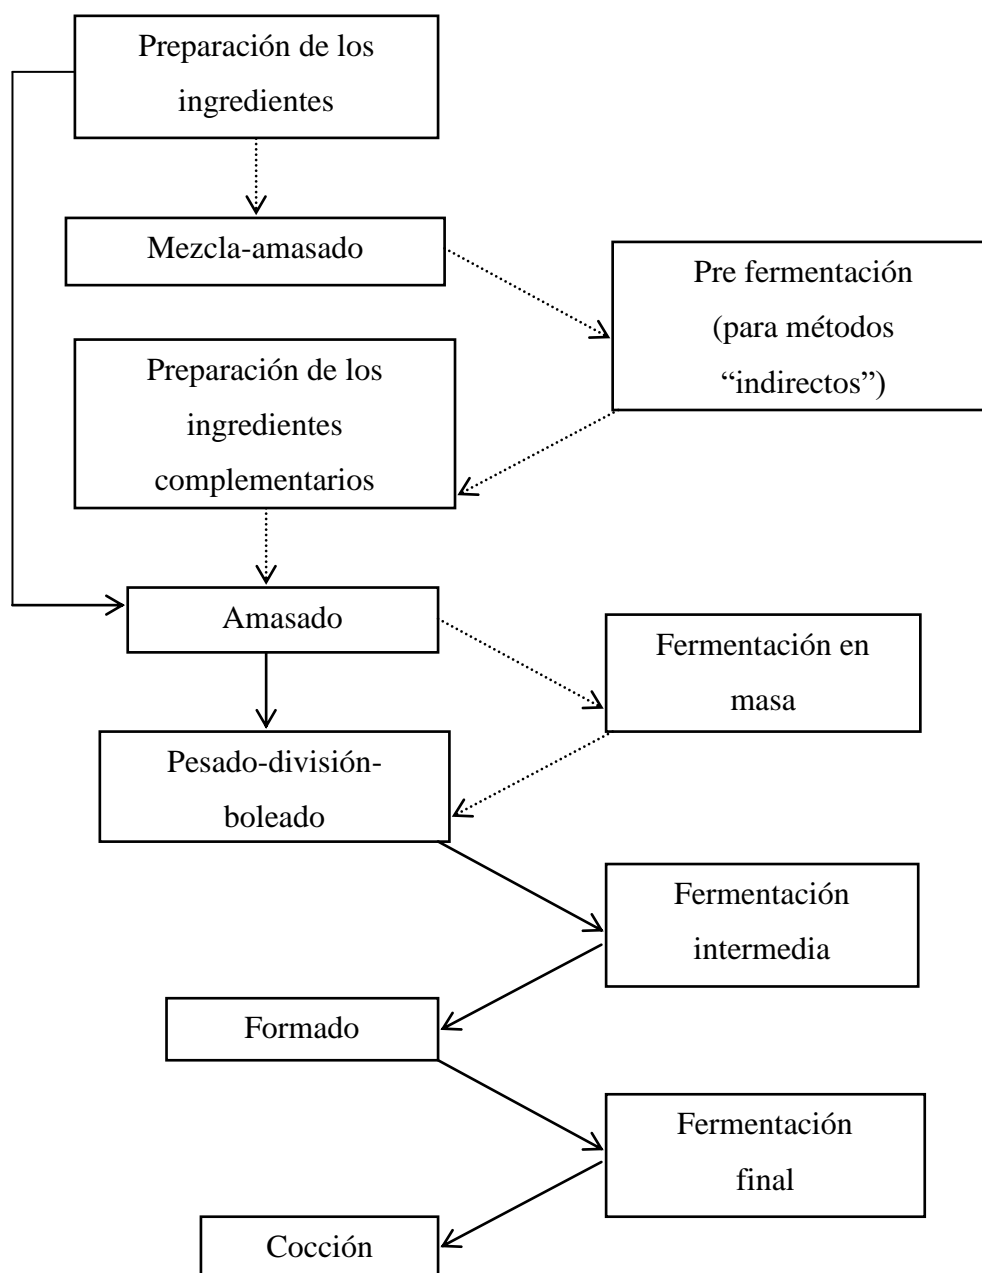 Preparación de los
ingredientes
Mezcla-amasado
Pre fermentación
(para métodos
“indirectos”)
Preparación de los
ingredientes
complementarios
Amasado
Fermentación en
masa
Pesado-división-
boleado
Fermentación
intermedia
Formado
Fermentación
final
Cocción